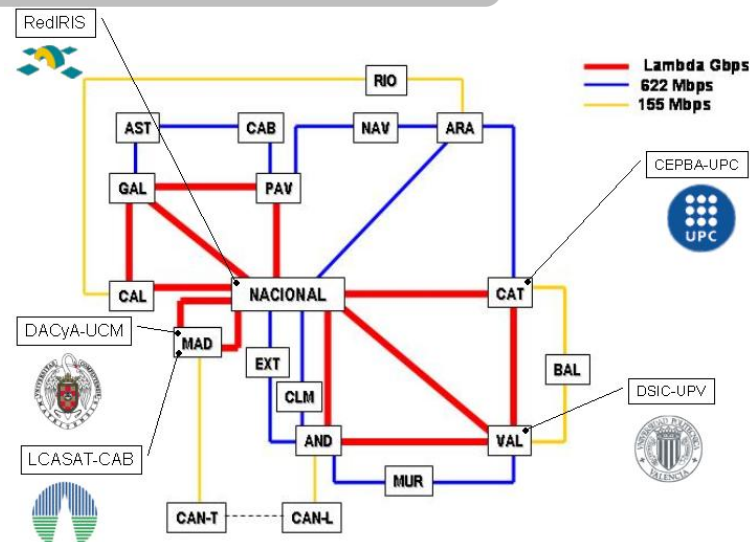 RedIRIS
RIO
Lambda Gbps
622 Mbps
155 Mbps
AST
CAB
NAV
ARA
CEPBA-UPC
UPC
GAL
PAV
CAL
NACIONAL
CAT
DACyA-UCM
MAD
EXT
BAL
CLM
DSIC-UPV
AND
VAL
LCASAT-CAB
MUR
CAN-T
CAN-L